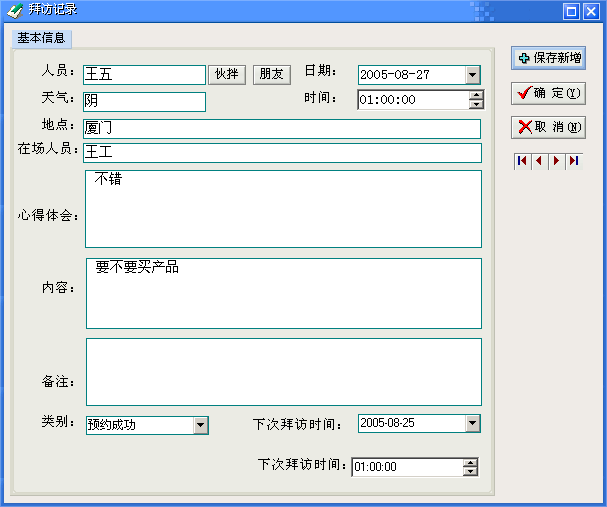 拜访记录
基本信息
人员： 王五 伙拌 朋友 日期： 2005-08-27
天气： 阴 时间： 01:00:00
地点： 厦门
在场人员： 王工
心得体会： 不错
内容： 要不要买产品
备注：
类别： 预约成功 下次拜访时间： 2005-08-25
下次拜访时间： 01:00:00
保存新增
确 定(Y)
取 消(N)